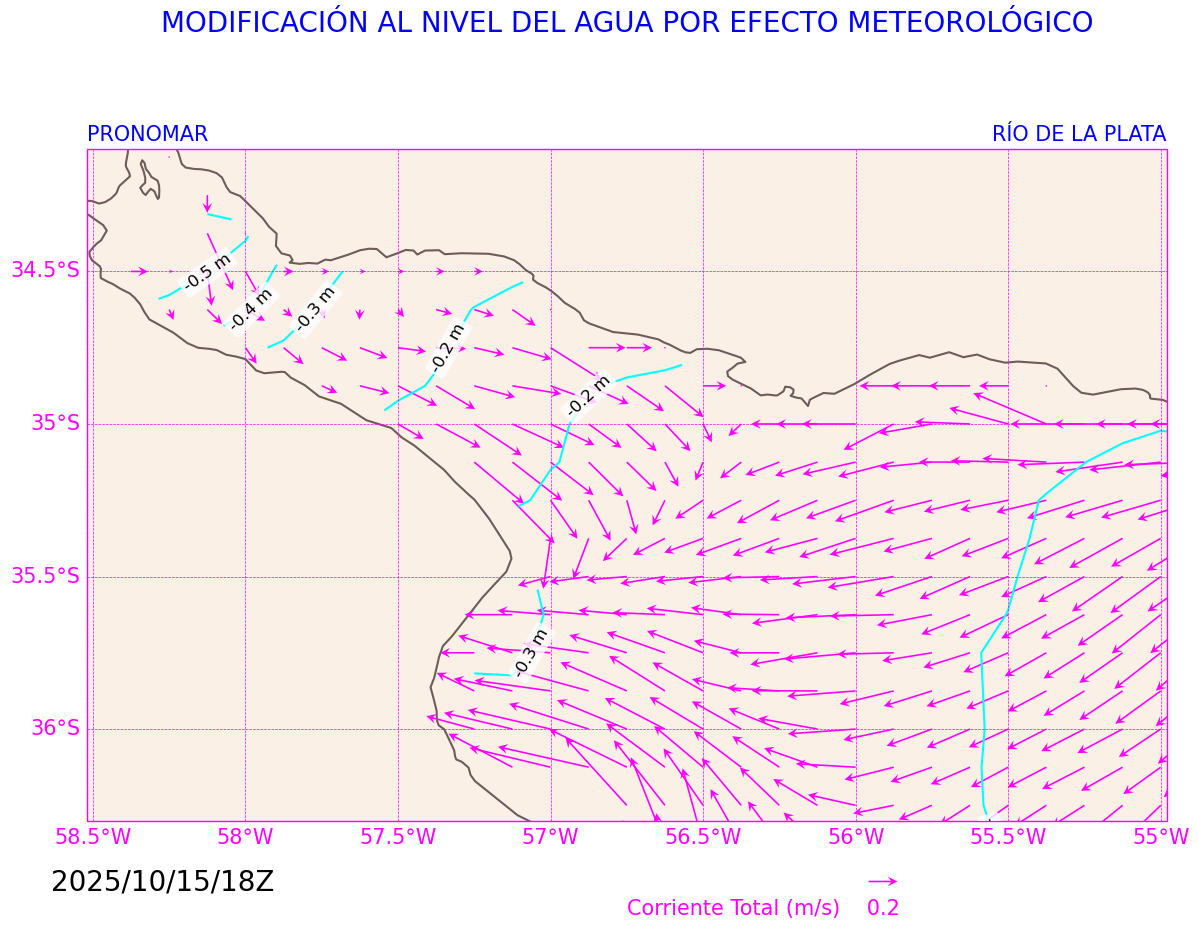 MODIFICACIÓN AL NIVEL DEL AGUA POR EFECTO METEOROLÓGICO
PRONOMAR RÍO DE LA PLATA
-0.5 m
34.5°S
-0.4 m
-0.3 m
-0.2 m
-0.2 m
35°S
35.5°S
-0.3 m
36°S
58.5°W 58°W 57.5°W 57°W 56.5°W 56°W 55.5°W 55°W
2025/10/15/18Z
Corriente Total (m/s) 0.2